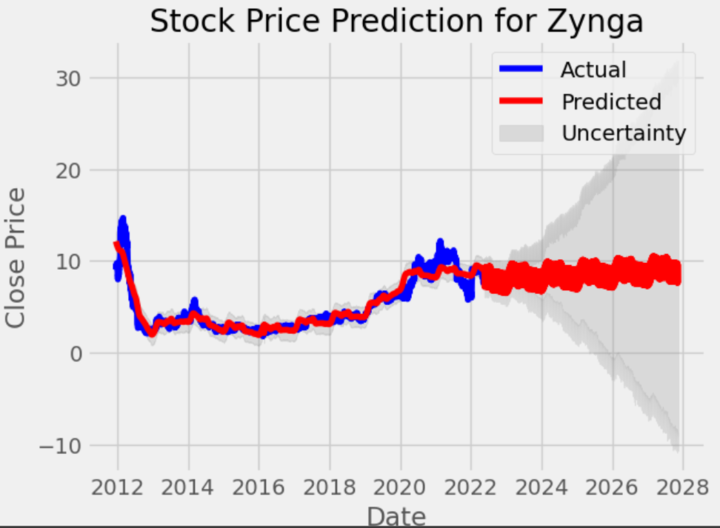 Stock Price Prediction for Zynga
Actual
Predicted
Uncertainty
Close Price
30
20
10
0
−10
2012 2014 2016 2018 2020 2022 2024 2026 2028
Date